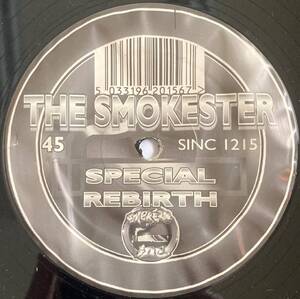 5 033196 201567
THE SMOKESTER
45 SINC 1215
SPECIAL
REBIRTH